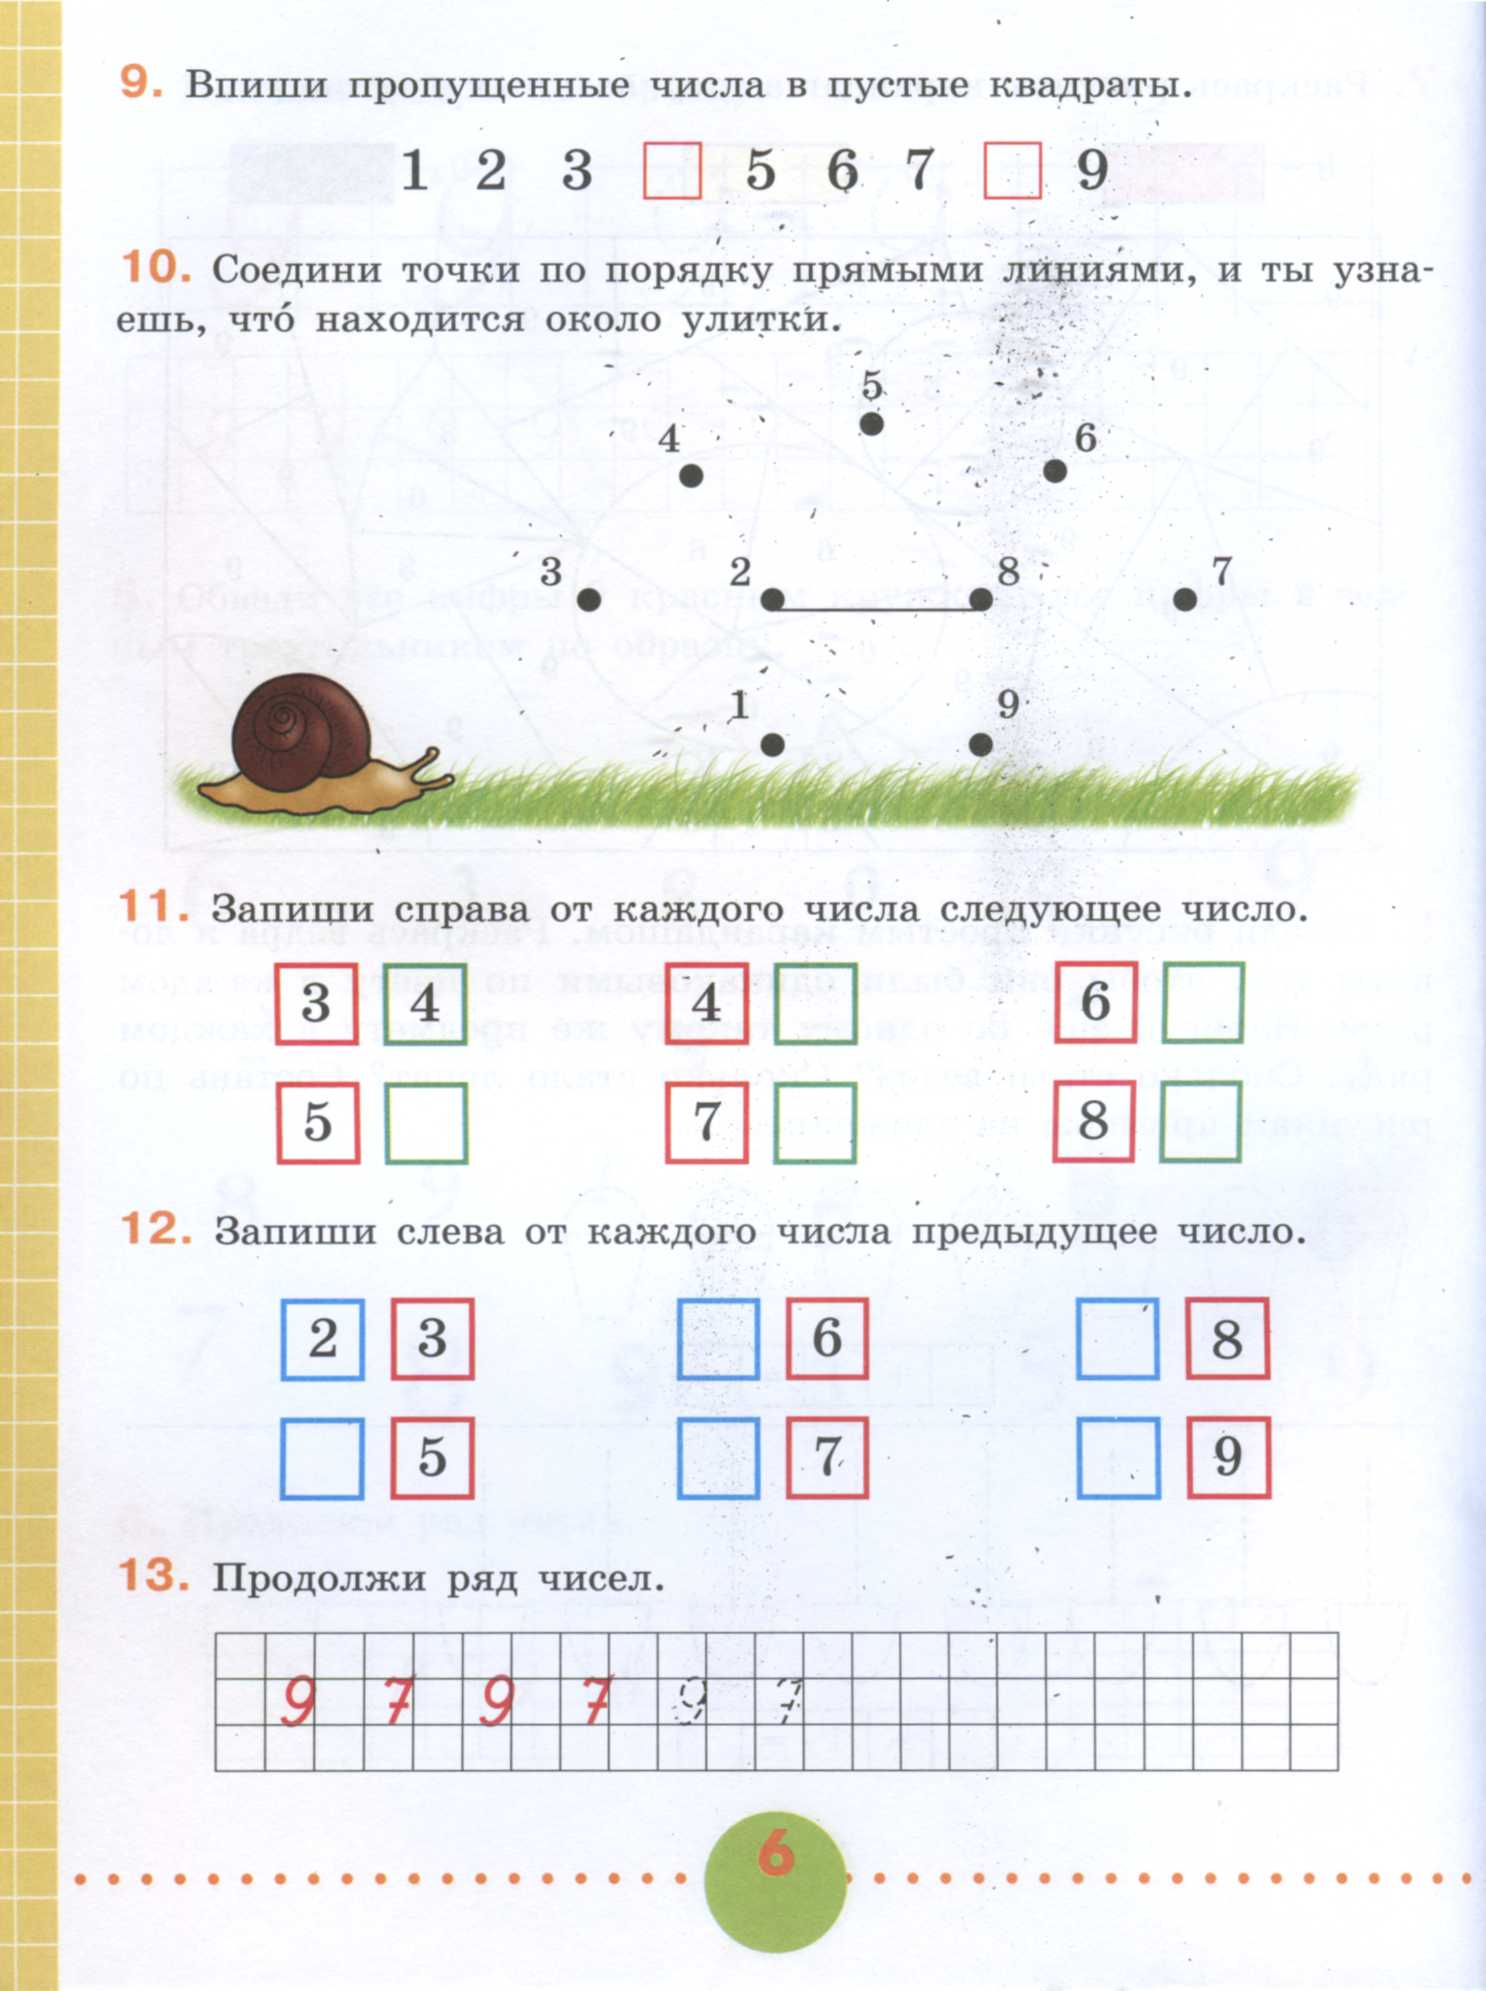 9. Впиши пропущенные числа в пустые квадраты.
1 2 3 5 6 7 9
10. Соедини точки по порядку прямыми линиями, и ты узна-
ешь, что́ находится около улитки.
5
4 6
3 2 8 7
1 9
11. Запиши справа от каждого числа следующее число.
3 4 4 6
5 7 8
12. Запиши слева от каждого числа предыдущее число.
2 3 6 8
5 7 9
13. Продолжи ряд чисел.
9 7 9 7 9 7
6